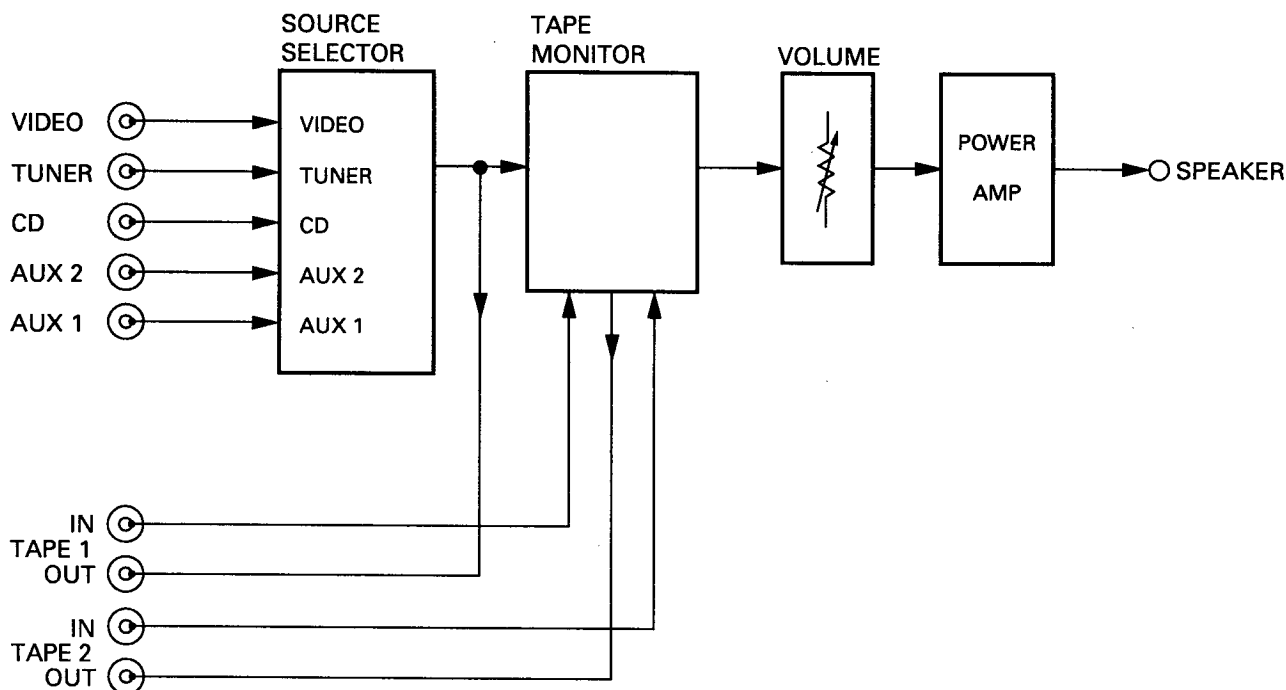 SOURCE
SELECTOR
TAPE
MONITOR
VOLUME
VIDEO
TUNER
CD
AUX 2
AUX 1
VIDEO
TUNER
CD
AUX 2
AUX 1
POWER
AMP
SPEAKER
IN
TAPE 1
OUT
IN
TAPE 2
OUT